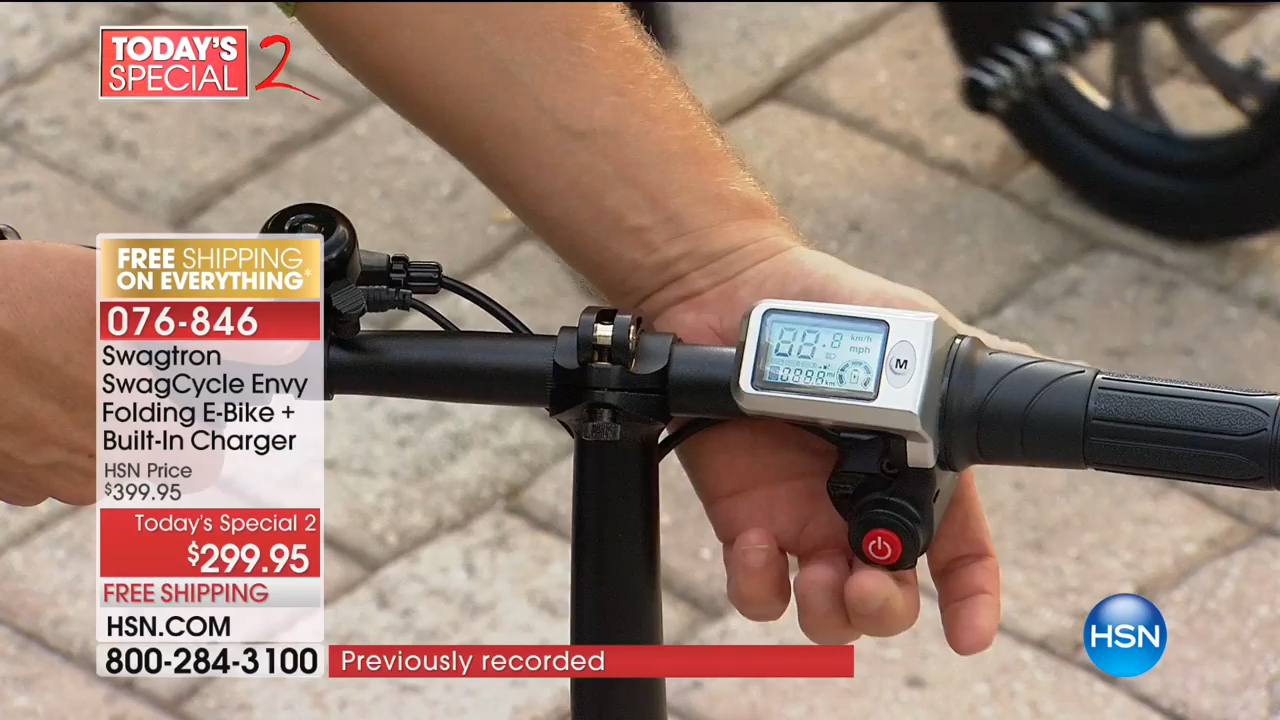 TODAY'S
SPECIAL 2
FREE SHIPPING
ON EVERYTHING*
076-846
Swagtron
SwagCycle Envy
Folding E-Bike +
Built-In Charger
HSN Price
$399.95
Today's Special 2
$299.95
FREE SHIPPING
HSN.COM
800-284-3100
Previously recorded
88.8 km/h
mph
M
HSN